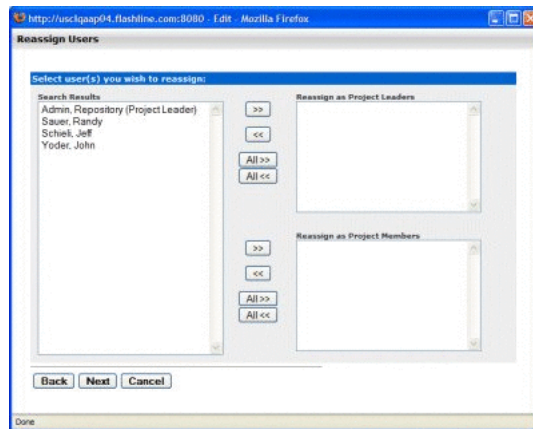 http://usclqaap04.flashline.com:8080 - Edit - Mozilla Firefox
Reassign Users
Select user(s) you wish to reassign:
Search Results
Admin, Repository (Project Leader)
Sauer, Randy
Schieli, Jeff
Yoder, John
>>
<<
All >>
All <<
Reassign as Project Leaders
>>
<<
All >>
All <<
Reassign as Project Members
Back Next Cancel
Done